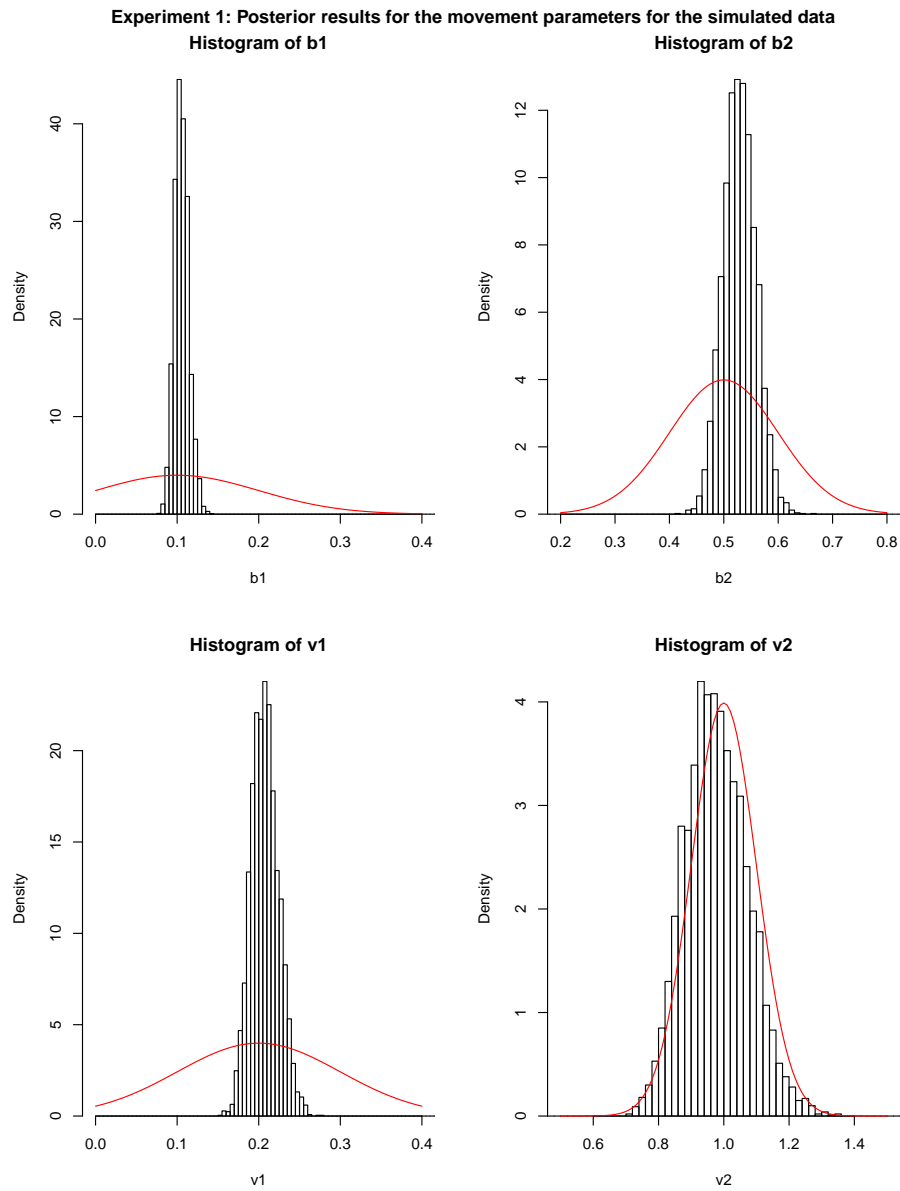 Experiment 1: Posterior results for the movement parameters for the simulated data
Histogram of b1
Density
0 10 20 30 40
0.0 0.1 0.2 0.3 0.4
b1
Histogram of b2
Density
0 2 4 6 8 10 12
0.2 0.3 0.4 0.5 0.6 0.7 0.8
b2
Histogram of v1
Density
0 5 10 15 20
0.0 0.1 0.2 0.3 0.4
v1
Histogram of v2
Density
0 1 2 3 4
0.6 0.8 1.0 1.2 1.4
v2